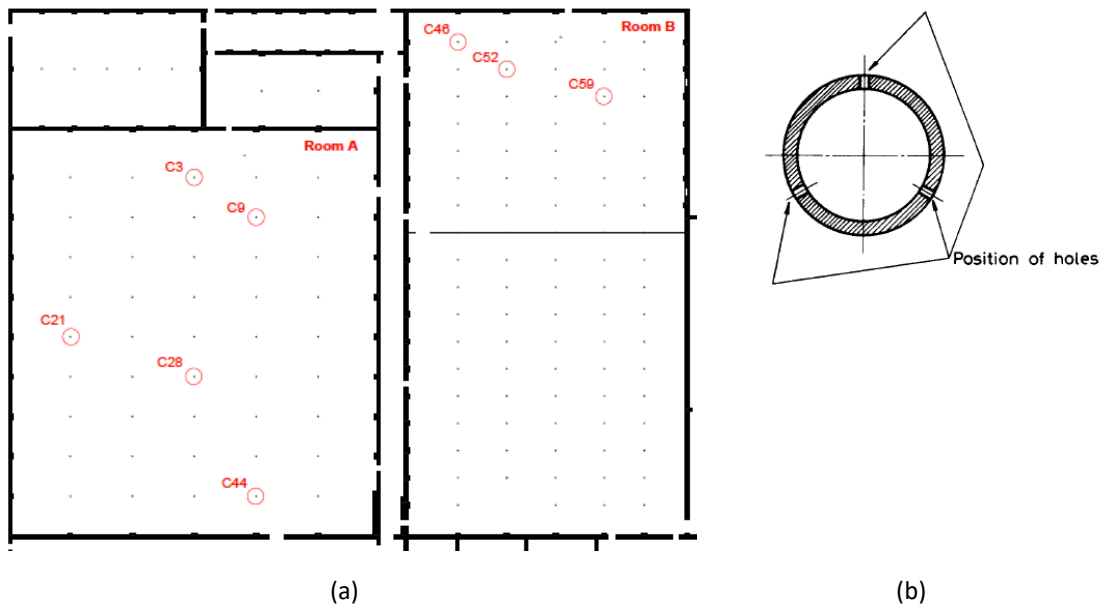 C46
Room B
C52
C59
Room A
C3
C9
C21
C28
C44
Position of holes
(a)
(b)